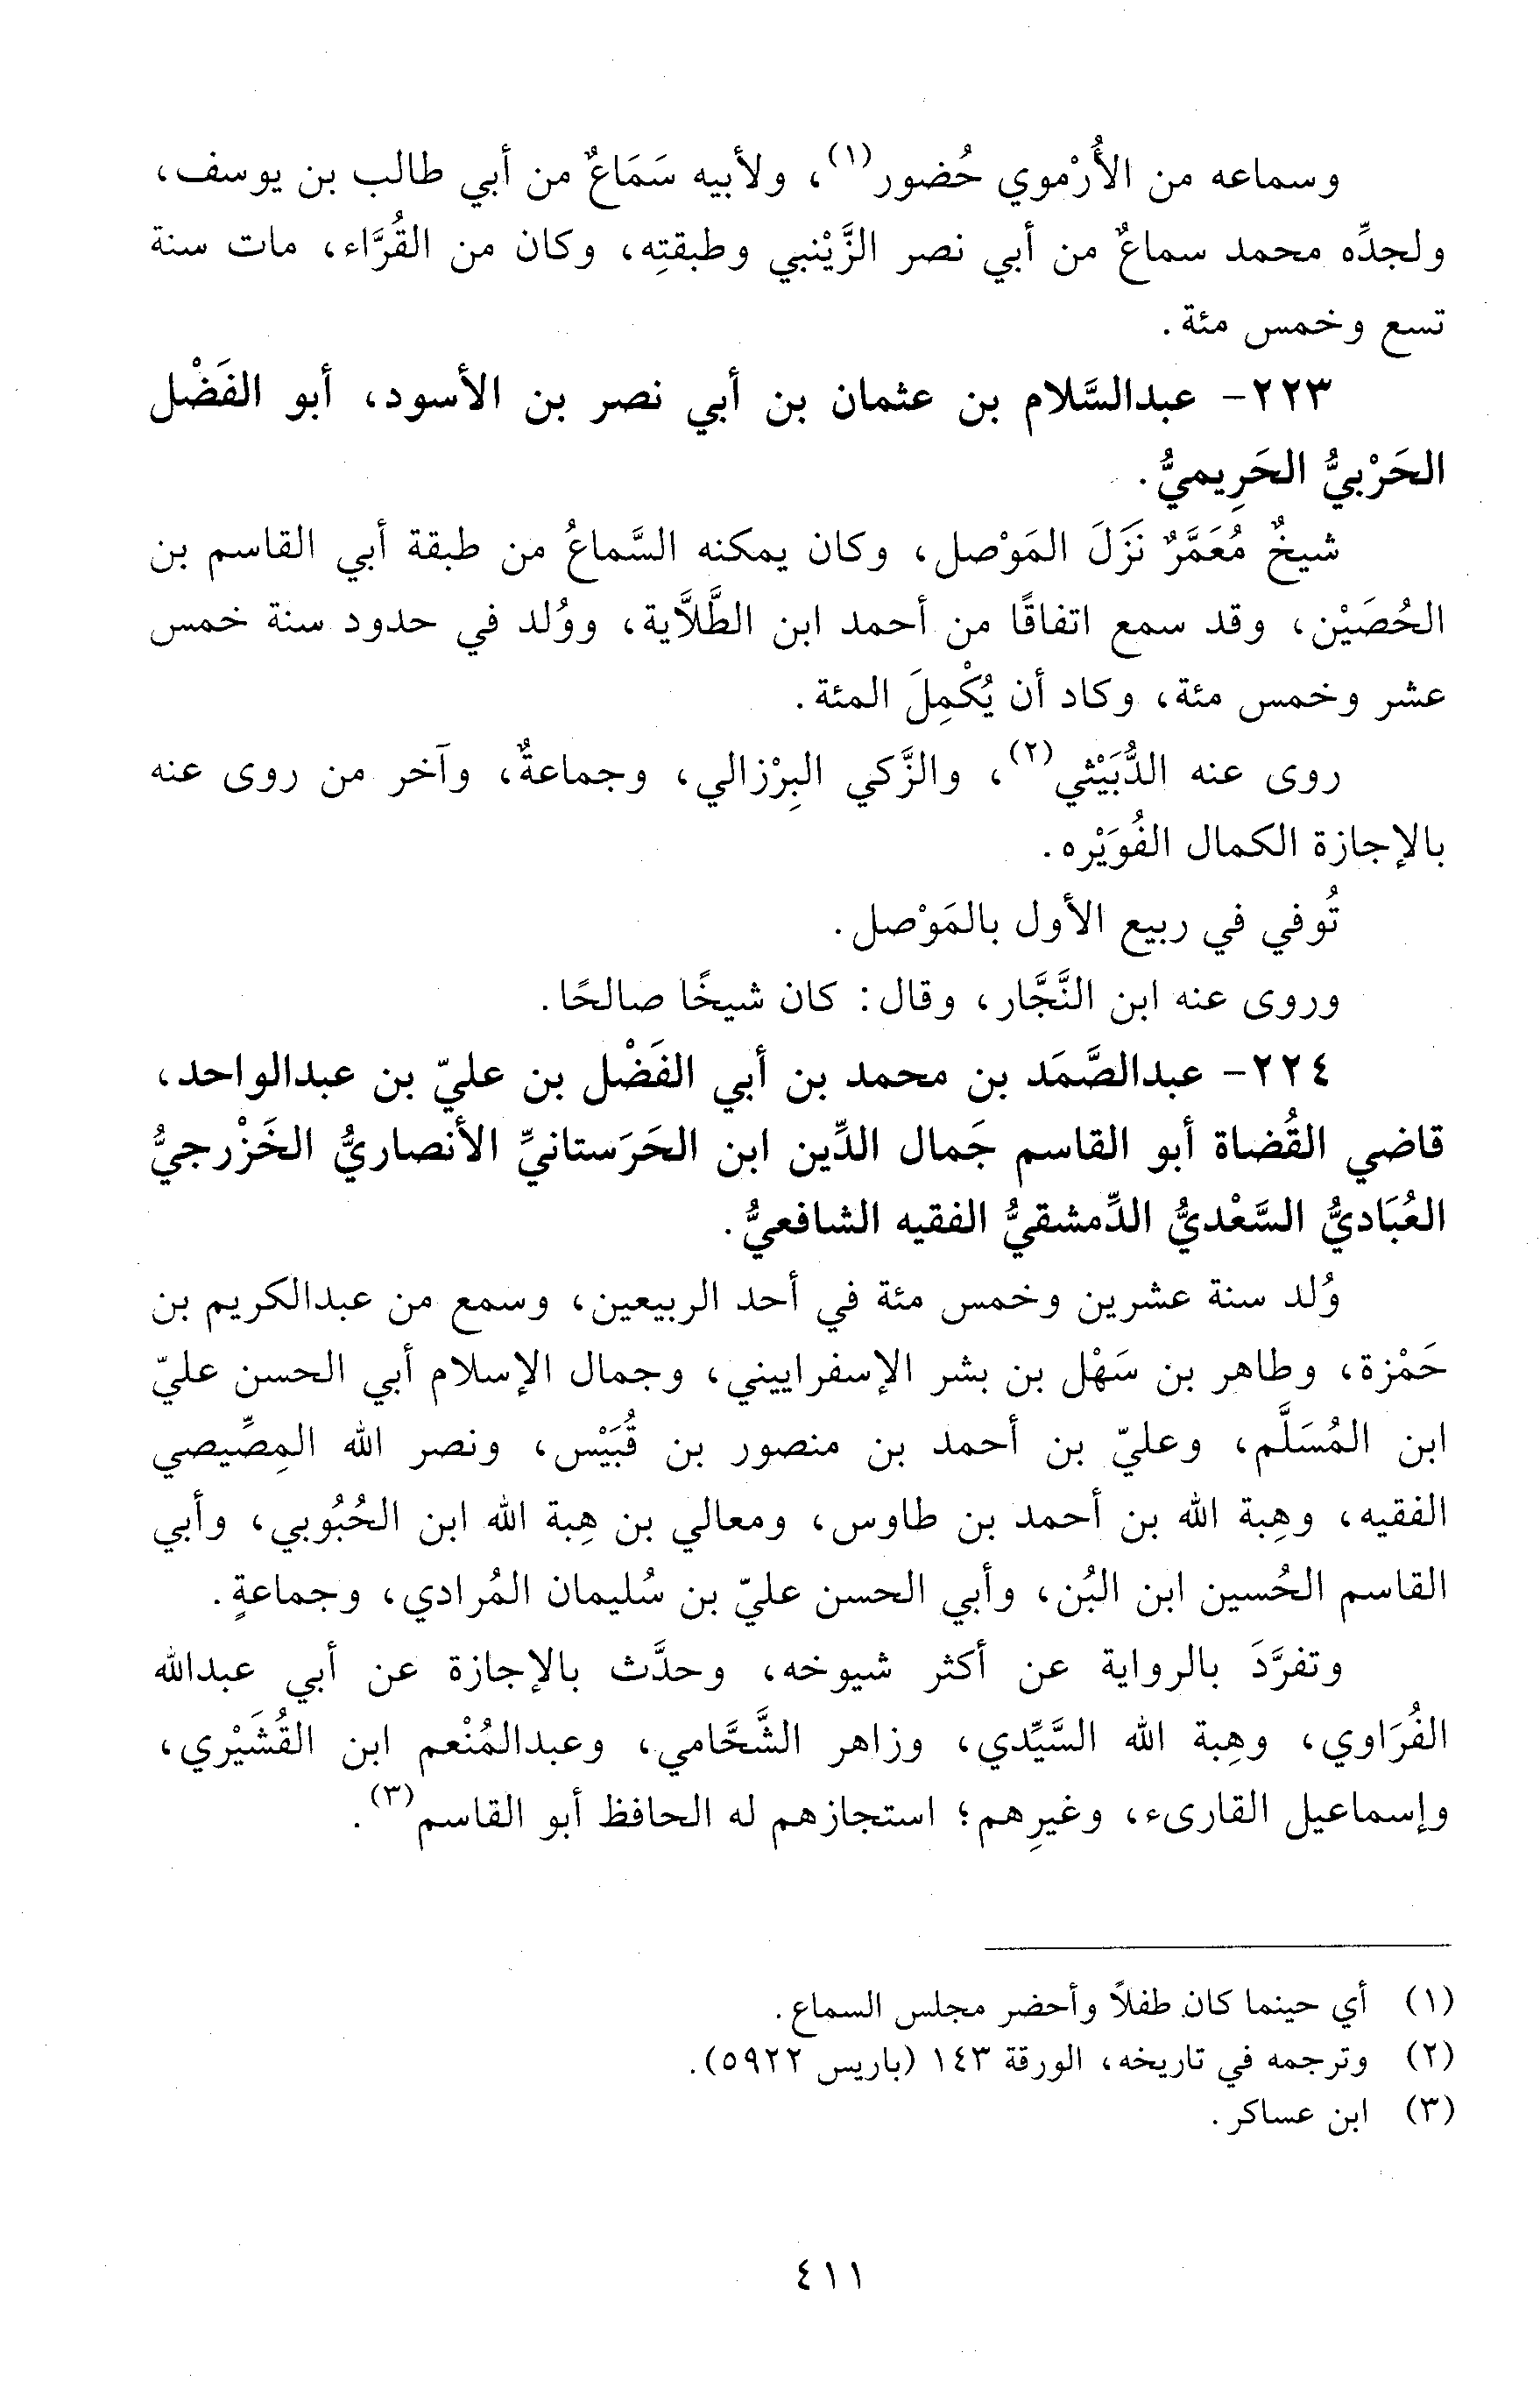 وسماعه من الأُرْموي حُضور(١)، ولأبيه سَمَاعٌ من أبي طالب بن يوسف،
ولجدِّه محمد سماعٌ من أبي نصر الزَّيْنبي وطبقتِه، وكان من القُرَّاء، مات سنة
تسع وخمس مئة.
٢٢٣- عبدالسَّلام بن عثمان بن أبي نصر بن الأسود، أبو الفَضْل
الحَرْبيُّ الحَرِيميُّ.
شيخٌ مُعَمَّرٌ نَزَلَ المَوْصل، وكان يمكنه السَّماعُ من طبقة أبي القاسم بن
الحُصَيْن، وقد سمع اتفاقًا من أحمد ابن الطَّلاَّية، ووُلد في حدود سنة خمس
عشر وخمس مئة، وكاد أن يُكْمِلَ المئة.
روى عنه الدُّبَيْثي(٢)، والزَّكي البِرْزالي، وجماعةٌ، وآخر من روى عنه
بالإجازة الكمال الفُوَيْره.
تُوفي في ربيع الأول بالمَوْصل.
وروى عنه ابن النَّجَّار، وقال: كان شيخًا صالحًا.
٢٢٤- عبدالصَّمَد بن محمد بن أبي الفَضْل بن عليّ بن عبدالواحد،
قاضي القُضاة أبو القاسم جَمال الدِّين ابن الحَرَستانيِّ الأنصاريُّ الخَزْرجيُّ
العُبَاديُّ السَّعْديُّ الدِّمشقيُّ الفقيه الشافعيُّ.
وُلد سنة عشرين وخمس مئة في أحد الربيعين، وسمع من عبدالكريم بن
حَمْزة، وطاهر بن سَهْل بن بشر الإسفراييني، وجمال الإسلام أبي الحسن عليّ
ابن المُسَلَّم، وعليّ بن أحمد بن منصور بن قُبَيْس، ونصر الله المِصِّيصي
الفقيه، وهِبة الله بن أحمد بن طاوس، ومعالي بن هِبة الله ابن الحُبُوبي، وأبي
القاسم الحُسين ابن البُن، وأبي الحسن عليّ بن سُليمان المُرادي، وجماعةٍ.
وتفرَّدَ بالرواية عن أكثر شيوخه، وحدَّث بالإجازة عن أبي عبدالله
الفُرَاوي، وهِبة الله السَّيِّدي، وزاهر الشَّحَّامي، وعبدالمُنْعم ابن القُشَيْري،
وإسماعيل القارىء، وغيرِهم؛ استجازهم له الحافظ أبو القاسم(٣).
(١) أي حينما كان طفلاً وأحضر مجلس السماع.
(٢) وترجمه في تاريخه، الورقة ١٤٣ (باريس ٥٩٢٢).
(٣) ابن عساكر.
٤١١